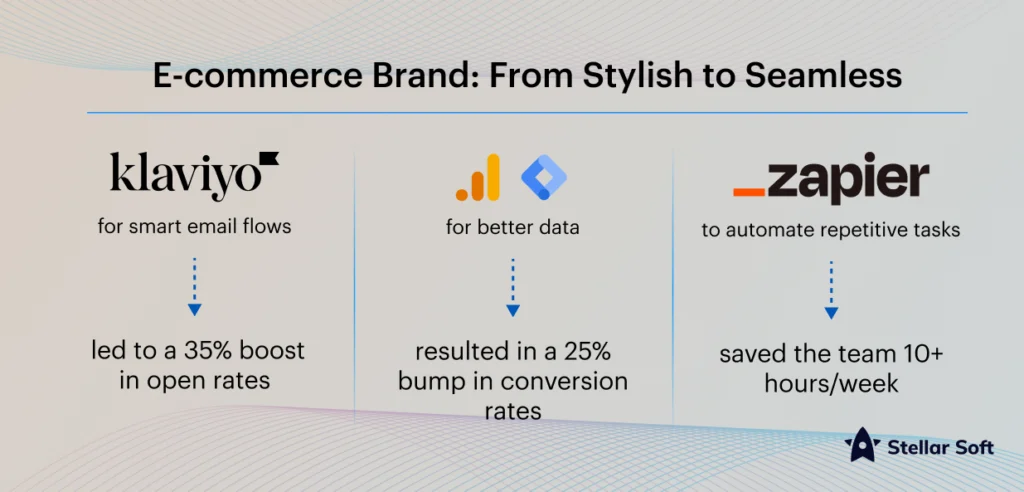 E-commerce Brand: From Stylish to Seamless
klaviyo
for smart email flows
led to a 35% boost
in open rates
for better data
resulted in a 25%
bump in conversion
rates
zapier
to automate repetitive tasks
saved the team 10+
hours/week
Stellar Soft